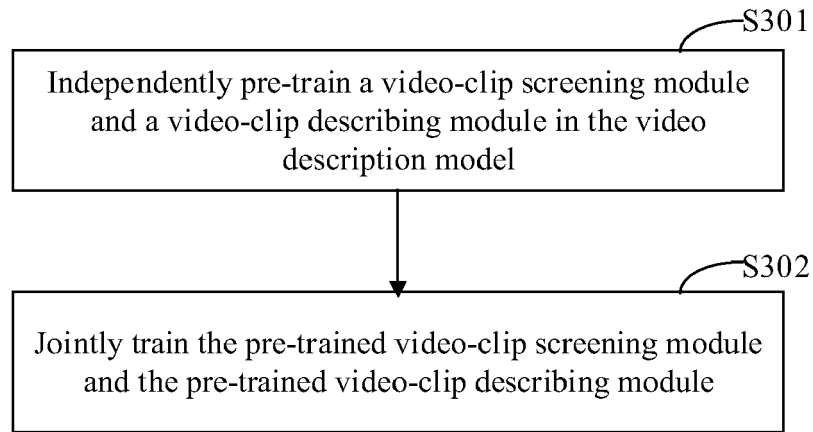 S301
Independently pre-train a video-clip screening module
and a video-clip describing module in the video
description model
S302
Jointly train the pre-trained video-clip screening module
and the pre-trained video-clip describing module